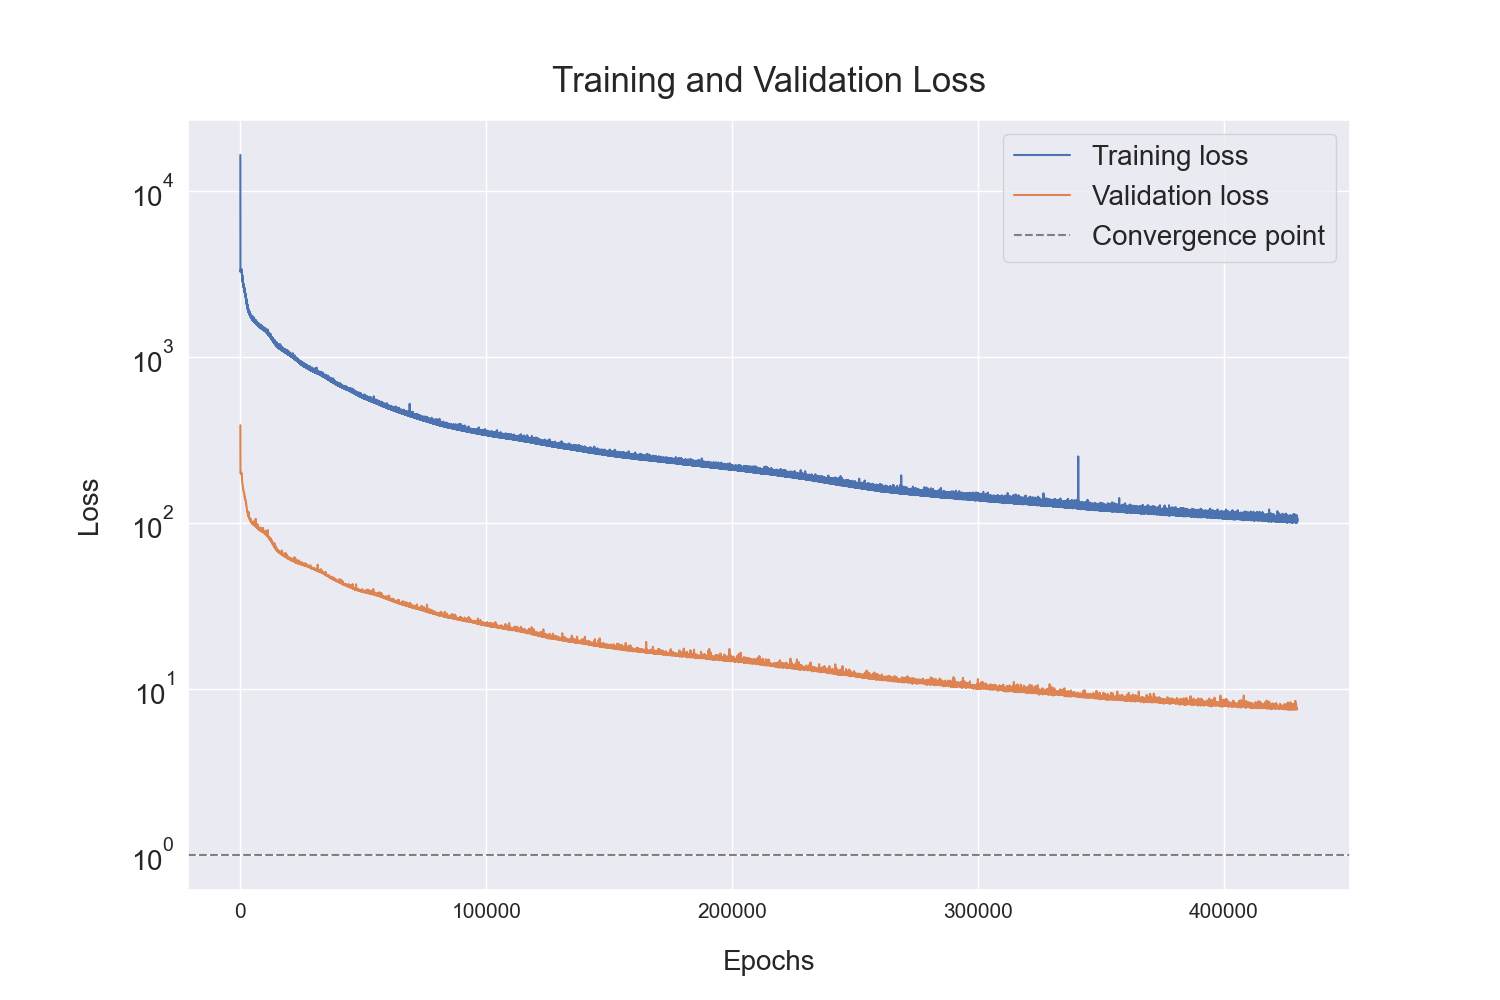 Training and Validation Loss
Training loss
Validation loss
Convergence point
10^4
10^3
10^2
10^1
10^0
Loss
0 100000 200000 300000 400000
Epochs